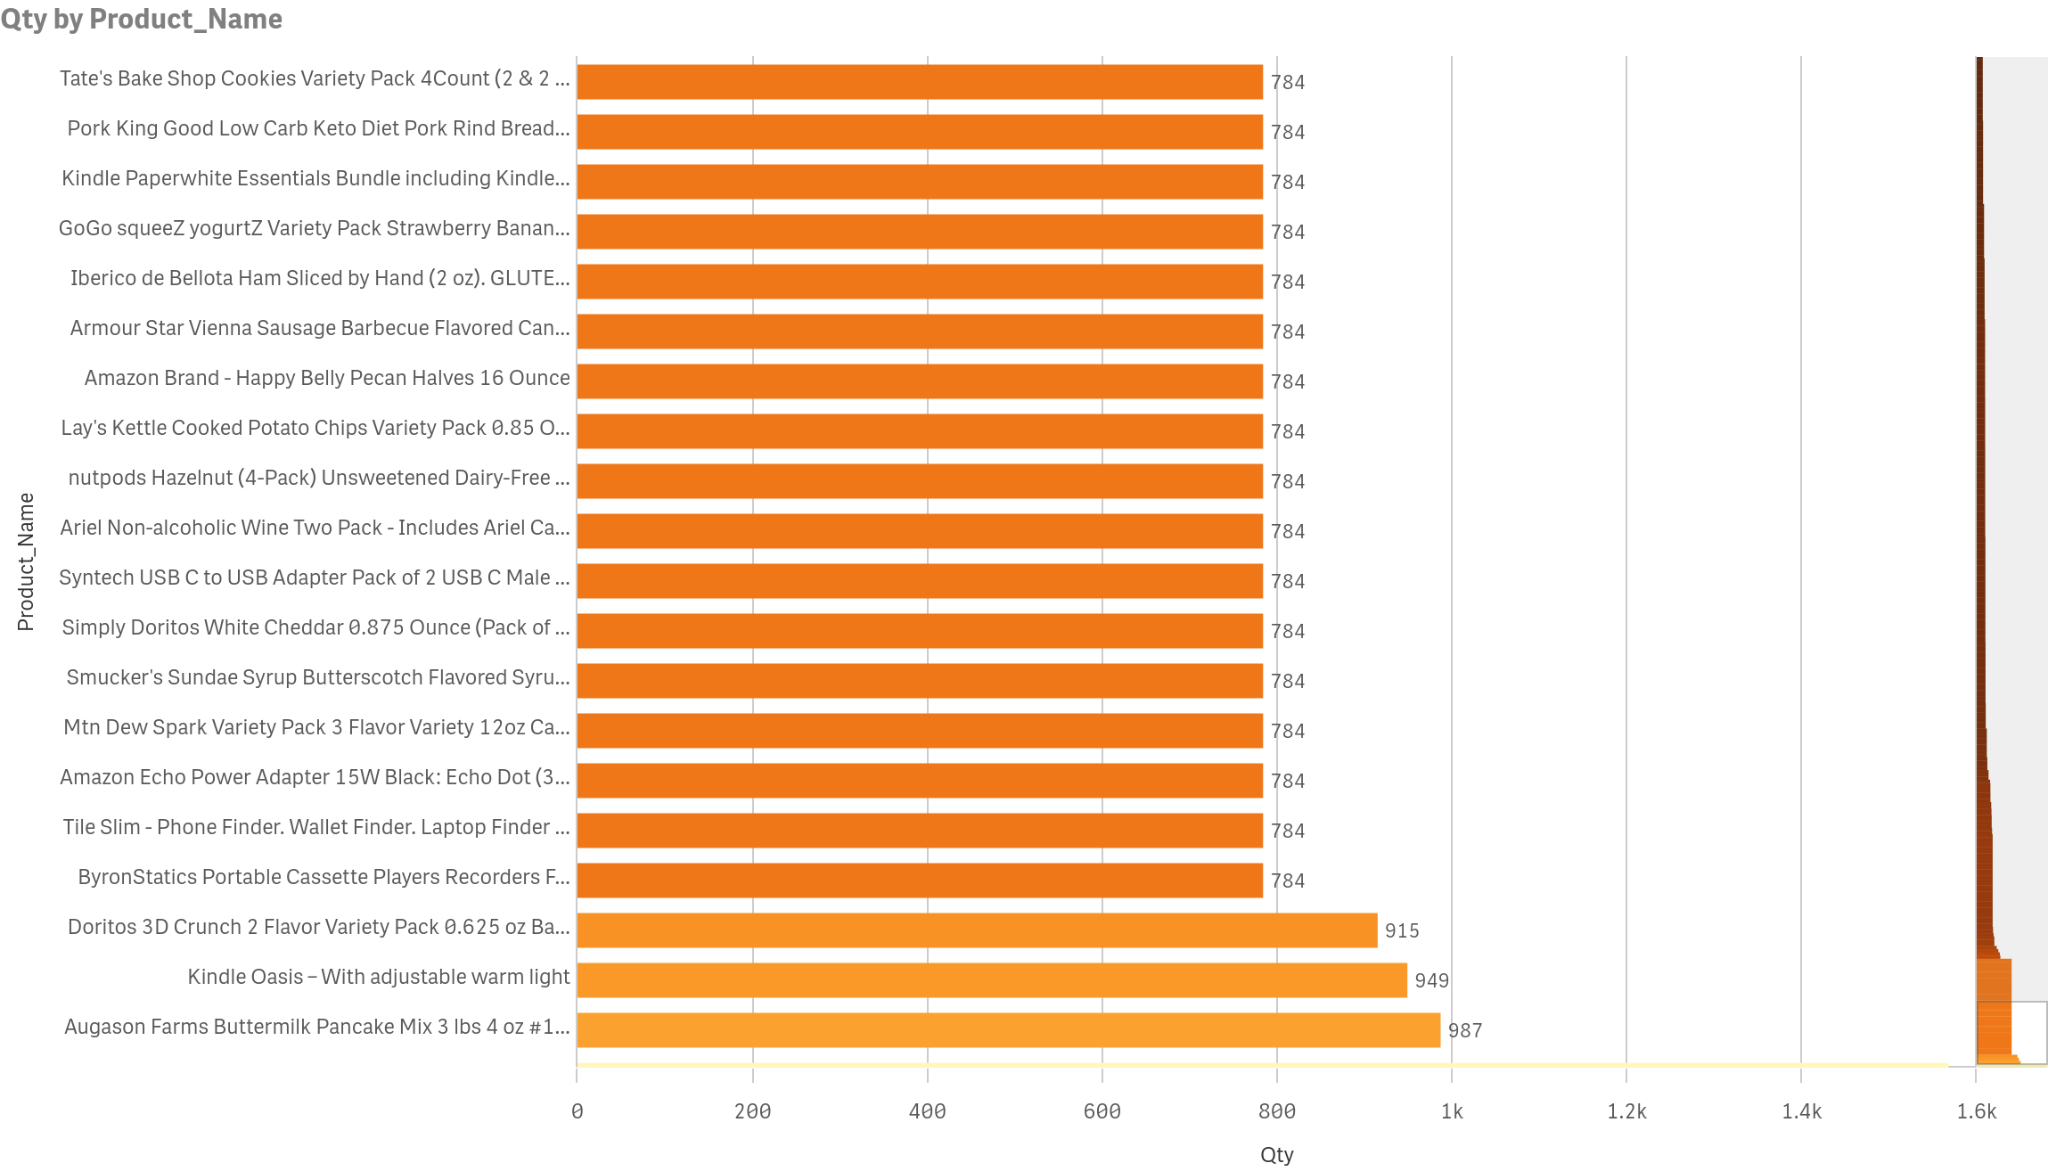 Qty by Product_Name
Product_Name
Tate's Bake Shop Cookies Variety Pack 4Count (2 & 2 ... 784
Pork King Good Low Carb Keto Diet Pork Rind Bread... 784
Kindle Paperwhite Essentials Bundle including Kindle... 784
GoGo squeeZ yogurtZ Variety Pack Strawberry Banan... 784
Iberico de Bellota Ham Sliced by Hand (2 oz). GLUTE... 784
Armour Star Vienna Sausage Barbecue Flavored Can... 784
Amazon Brand - Happy Belly Pecan Halves 16 Ounce 784
Lay's Kettle Cooked Potato Chips Variety Pack 0.85 O... 784
nutpods Hazelnut (4-Pack) Unsweetened Dairy-Free ... 784
Ariel Non-alcoholic Wine Two Pack - Includes Ariel Ca... 784
Syntech USB C to USB Adapter Pack of 2 USB C Male ... 784
Simply Doritos White Cheddar 0.875 Ounce (Pack of ... 784
Smucker's Sundae Syrup Butterscotch Flavored Syru... 784
Mtn Dew Spark Variety Pack 3 Flavor Variety 12oz Ca... 784
Amazon Echo Power Adapter 15W Black: Echo Dot (3... 784
Tile Slim - Phone Finder. Wallet Finder. Laptop Finder ... 784
ByronStatics Portable Cassette Players Recorders F... 784
Doritos 3D Crunch 2 Flavor Variety Pack 0.625 oz Ba... 915
Kindle Oasis – With adjustable warm light 949
Augason Farms Buttermilk Pancake Mix 3 lbs 4 oz #1... 987
0 200 400 600 800 1k 1.2k 1.4k 1.6k
Qty